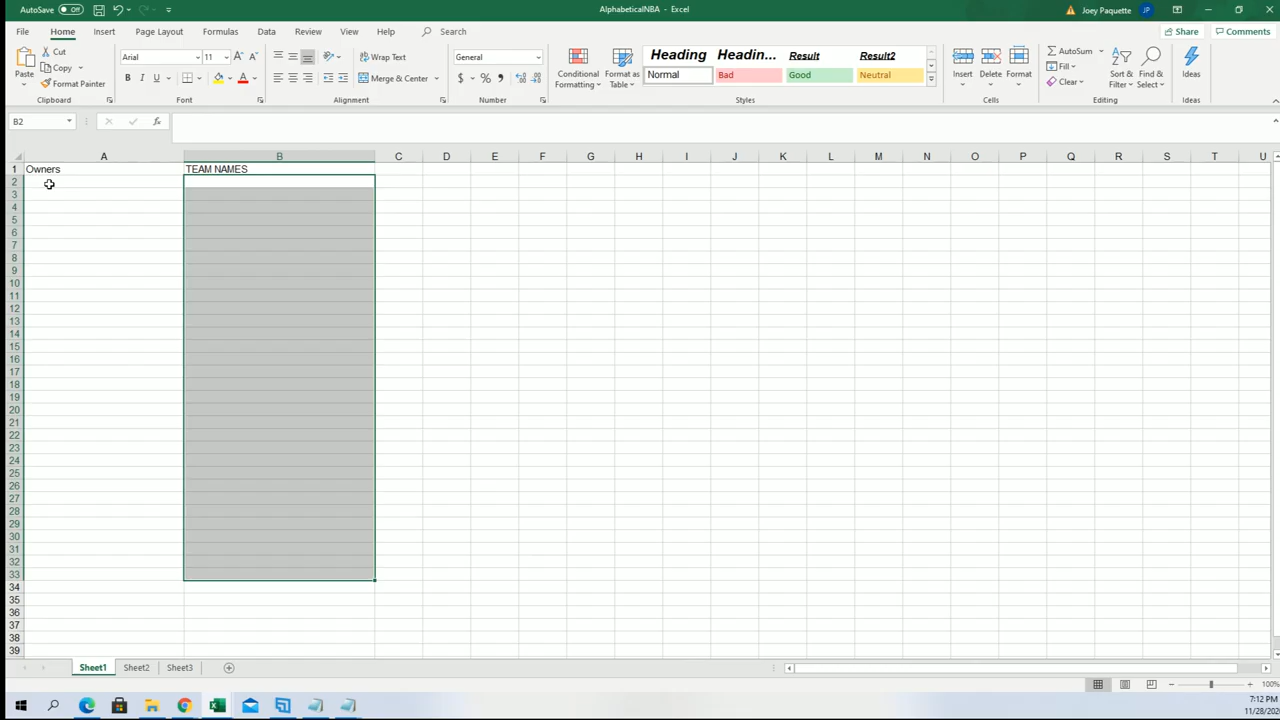 AutoSave Off
AlphabeticalNBA - Excel
Joey Paquette JP
File Home Insert Page Layout Formulas Data Review View Help Search Share Comments
Paste
Cut
Copy
Format Painter
Clipboard
Arial 11
B I U
Font
Wrap Text
Merge & Center
Alignment
General
Number
Conditional Formatting
Format as Table
Heading Headin... Result Result2
Normal Bad Good Neutral
Styles
Insert Delete Format
Cells
AutoSum
Fill
Clear
Sort & Filter
Find & Select
Editing
Ideas
Ideas
B2 fx
A B C D E F G H I J K L M N O P Q R S T U
1 Owners TEAM NAMES
2
3
4
5
6
7
8
9
10
11
12
13
14
15
16
17
18
19
20
21
22
23
24
25
26
27
28
29
30
31
32
33
34
35
36
37
38
39
Sheet1 Sheet2 Sheet3
100%
7:12 PM